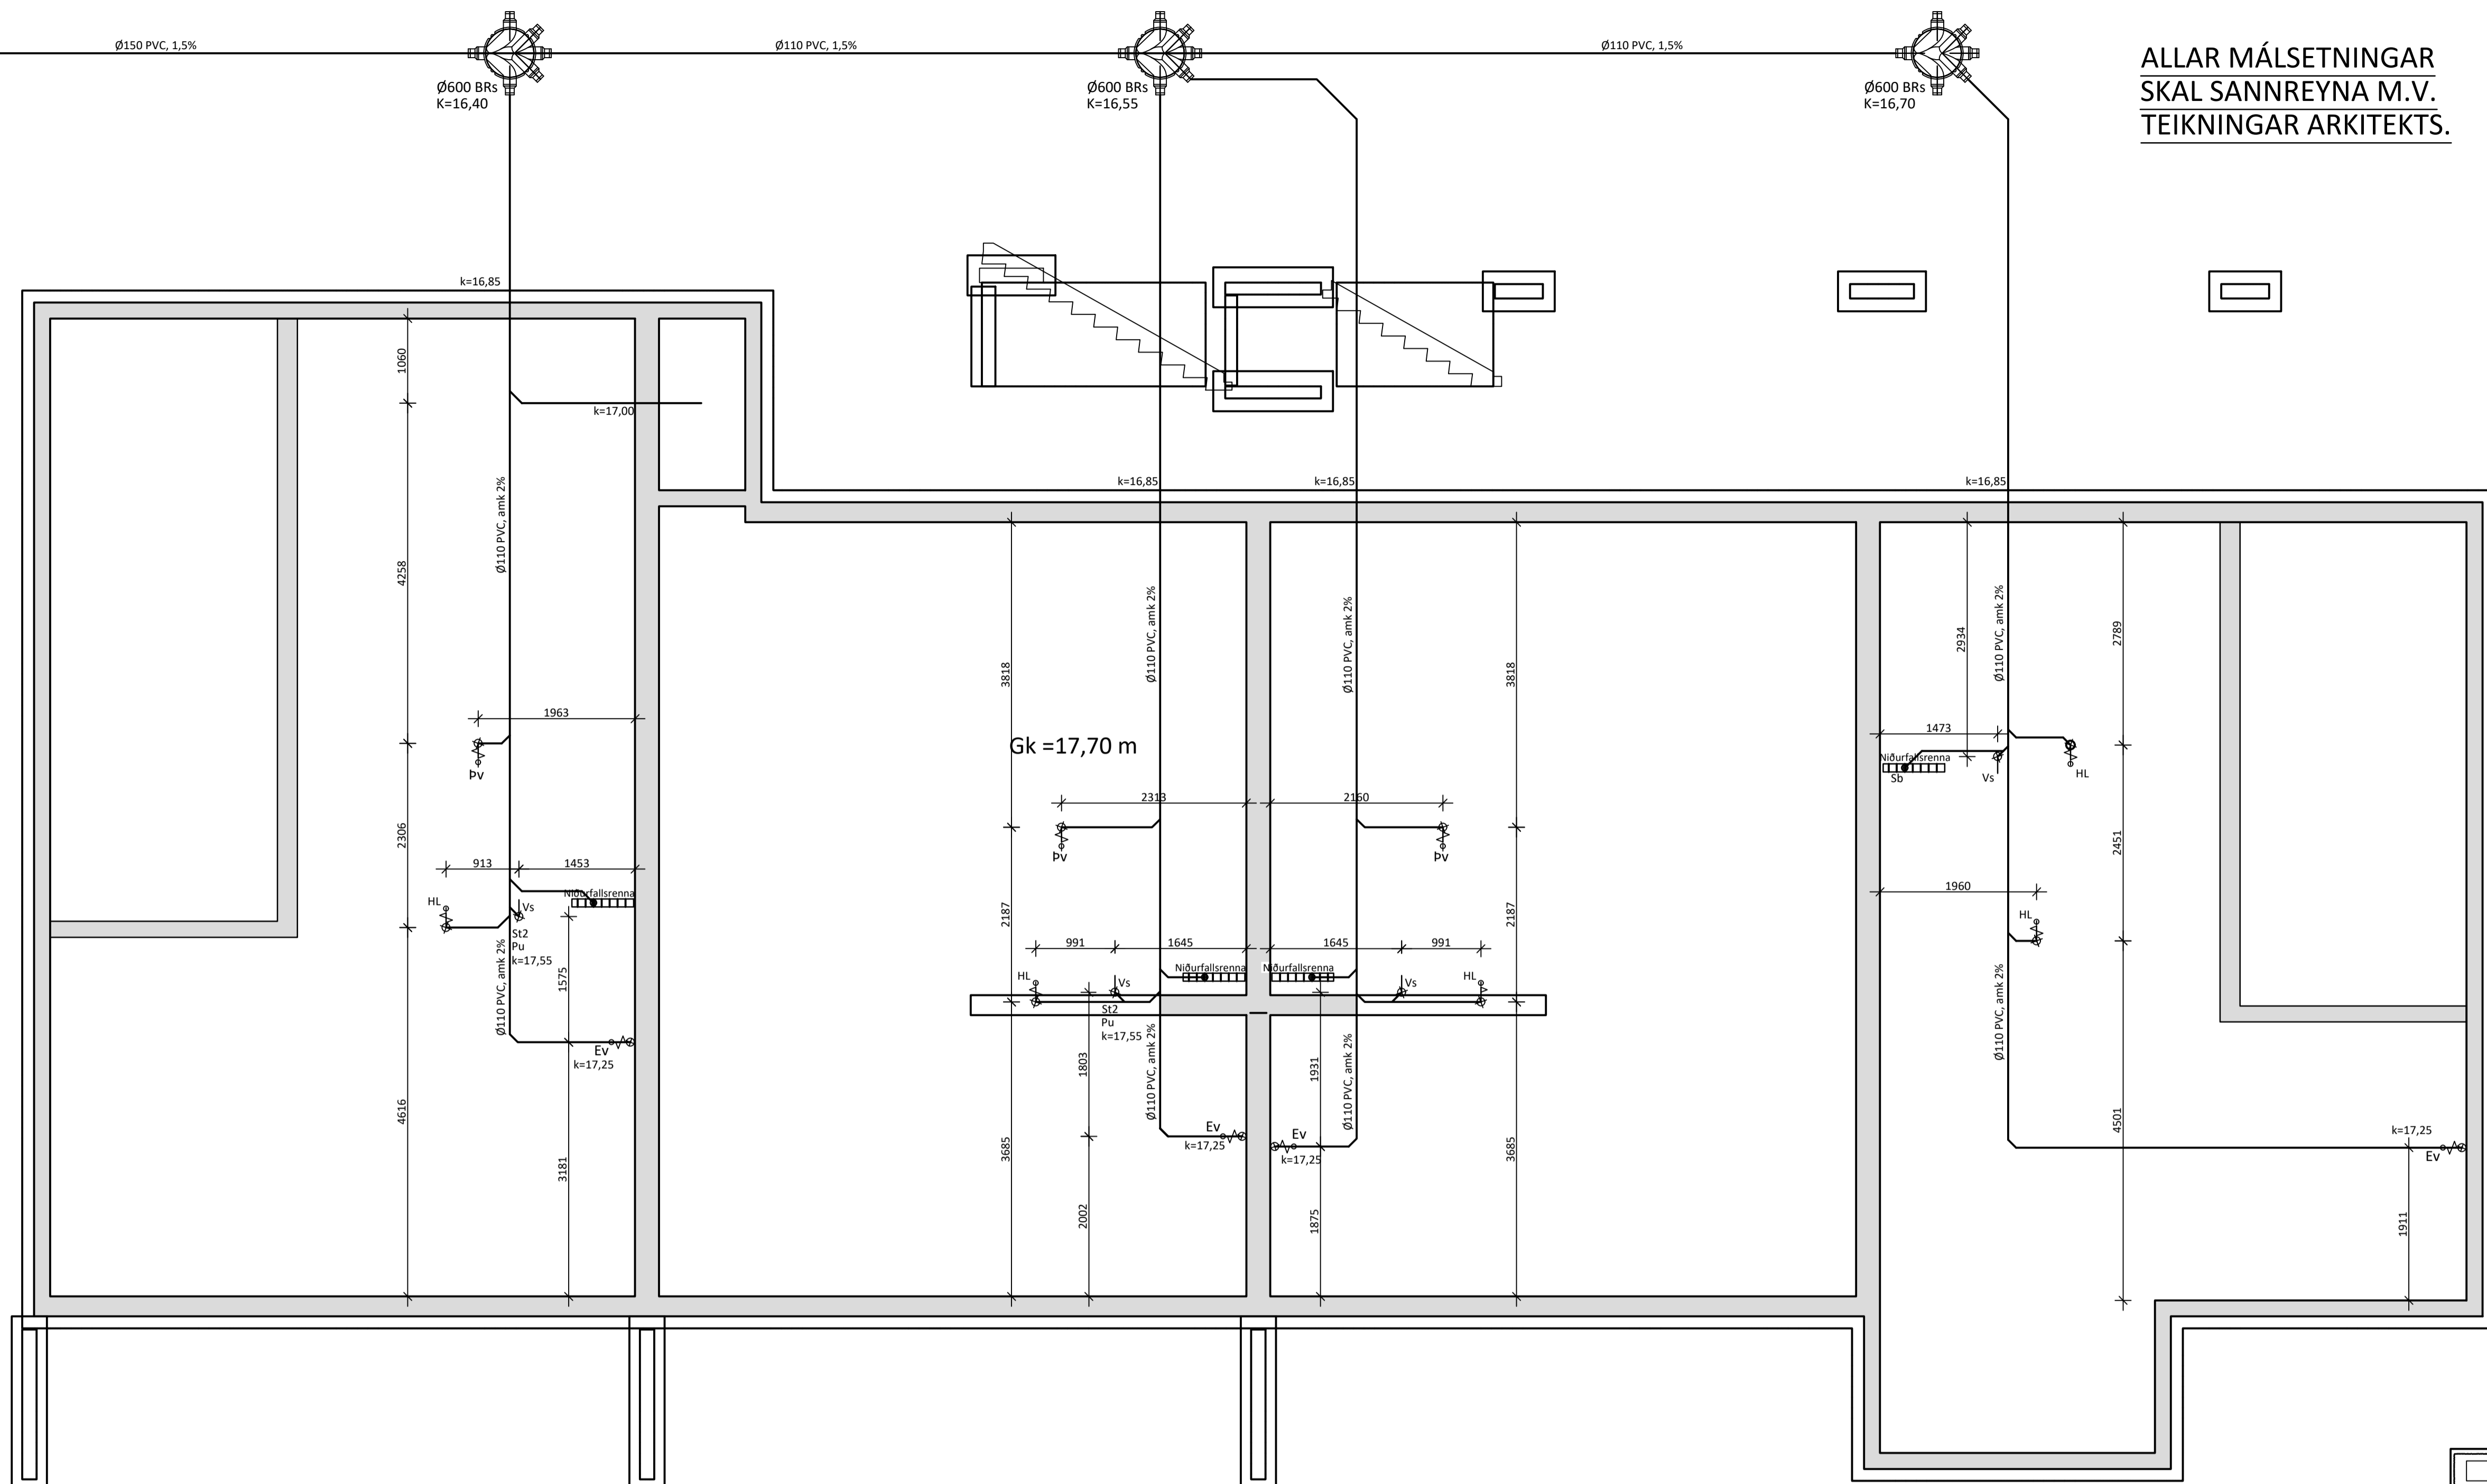 Ø150 PVC, 1,5%
Ø110 PVC, 1,5%
Ø110 PVC, 1,5%
ALLAR MÁLSETNINGAR
SKAL SANNREYNA M.V.
TEIKNINGAR ARKITEKTS.
Ø600 BRs
K=16,40
Ø600 BRs
K=16,55
Ø600 BRs
K=16,70
k=16,85
1060
k=17,00
k=16,85
k=16,85
k=16,85
Ø110 PVC, amk 2%
4258
Ø110 PVC, amk 2%
Ø110 PVC, amk 2%
Ø110 PVC, amk 2%
2934
2789
3818
3818
1963
Þv
Gk =17,70 m
1473
Niðurfallsrenna
Sb
Vs
HL
2313
2160
Þv
Þv
2306
2451
913
1453
Niðurfallsrenna
HL
Vs
St2
Pu
k=17,55
1960
HL
2187
2187
991
1645
1645
991
Niðurfallsrenna
Niðurfallsrenna
HL
Vs
Vs
HL
St2
Pu
k=17,55
Ø110 PVC, amk 2%
1575
Ø110 PVC, amk 2%
Ø110 PVC, amk 2%
Ø110 PVC, amk 2%
Ev
k=17,25
1803
1931
4616
3181
3685
3685
4501
Ev
k=17,25
Ev
k=17,25
k=17,25
Ev
2002
1875
1911